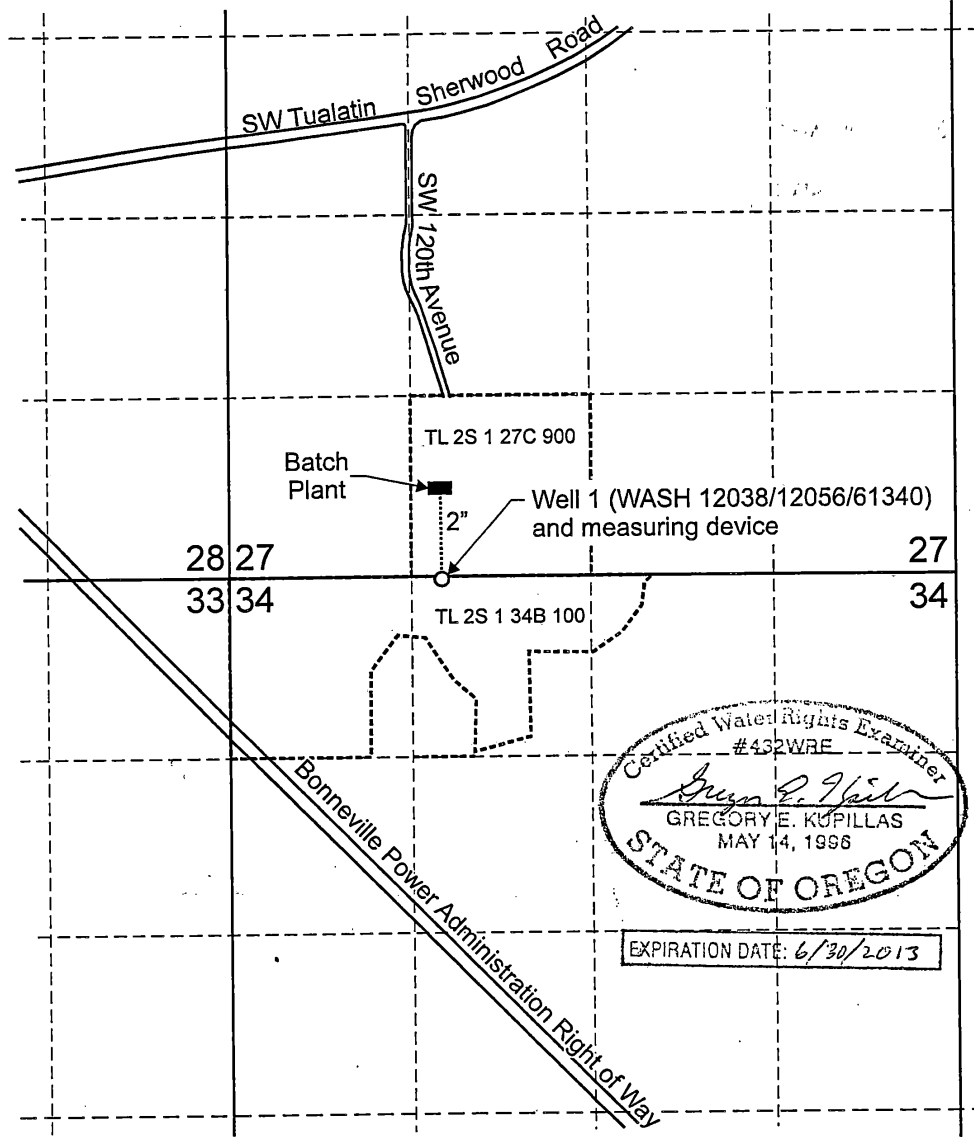 SW Tualatin Sherwood Road
SW 120th Avenue
TL 2S 1 27C 900
Batch
Plant
2"
Well 1 (WASH 12038/12056/61340)
and measuring device
28 27
33 34
27
34
TL 2S 1 34B 100
Bonneville Power Administration Right of Way
Certified Water Rights Examiner
#432WRE
GREGORY E. KUPILLAS
MAY 14, 1996
STATE OF OREGON
EXPIRATION DATE: 6/30/2013